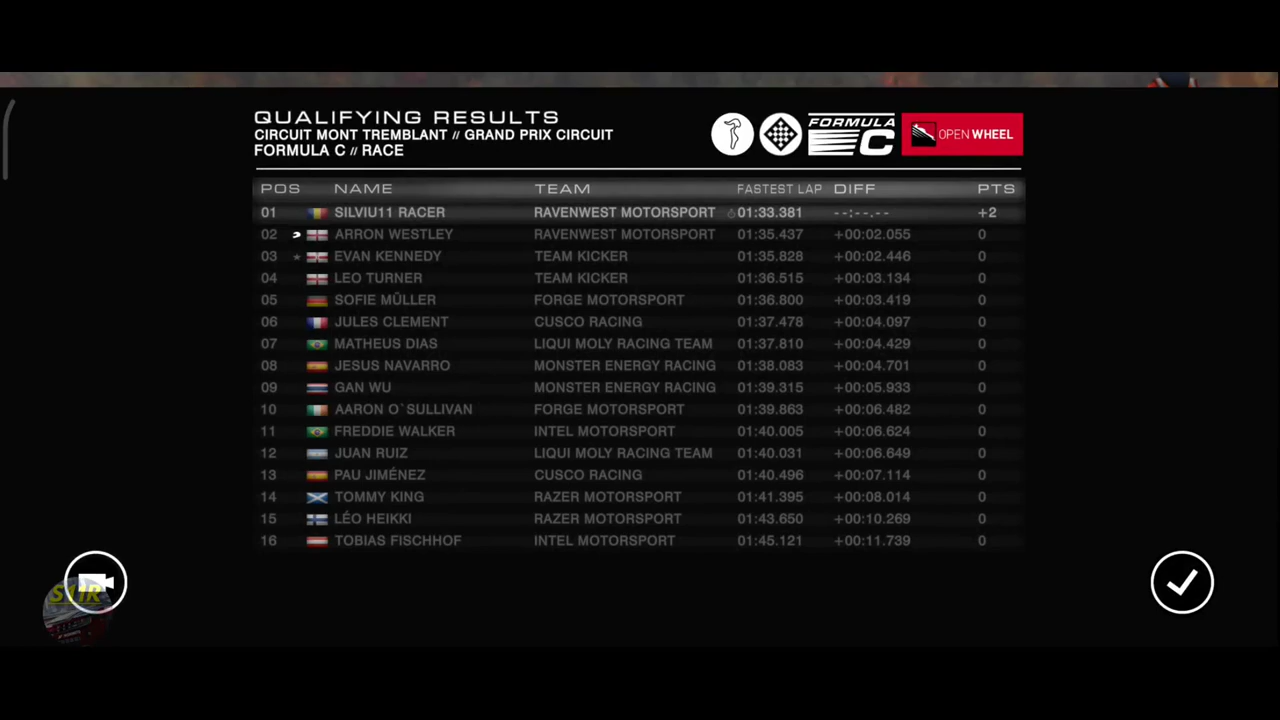 QUALIFYING RESULTS
CIRCUIT MONT TREMBLANT // GRAND PRIX CIRCUIT
FORMULA C // RACE
FORMULA C
OPEN WHEEL
POS NAME TEAM FASTEST LAP DIFF PTS
01 SILVIU11 RACER RAVENWEST MOTORSPORT 01:33.381 --:--.-- +2
02 ARRON WESTLEY RAVENWEST MOTORSPORT 01:35.437 +00:02.055 0
03 EVAN KENNEDY TEAM KICKER 01:35.828 +00:02.446 0
04 LEO TURNER TEAM KICKER 01:36.515 +00:03.134 0
05 SOFIE MÜLLER FORGE MOTORSPORT 01:36.800 +00:03.419 0
06 JULES CLEMENT CUSCO RACING 01:37.478 +00:04.097 0
07 MATHEUS DIAS LIQUI MOLY RACING TEAM 01:37.810 +00:04.429 0
08 JESUS NAVARRO MONSTER ENERGY RACING 01:38.083 +00:04.701 0
09 GAN WU MONSTER ENERGY RACING 01:39.315 +00:05.933 0
10 AARON O`SULLIVAN FORGE MOTORSPORT 01:39.863 +00:06.482 0
11 FREDDIE WALKER INTEL MOTORSPORT 01:40.005 +00:06.624 0
12 JUAN RUIZ LIQUI MOLY RACING TEAM 01:40.031 +00:06.649 0
13 PAU JIMÉNEZ CUSCO RACING 01:40.496 +00:07.114 0
14 TOMMY KING RAZER MOTORSPORT 01:41.395 +00:08.014 0
15 LÉO HEIKKI RAZER MOTORSPORT 01:43.650 +00:10.269 0
16 TOBIAS FISCHHOF INTEL MOTORSPORT 01:45.121 +00:11.739 0
S11R